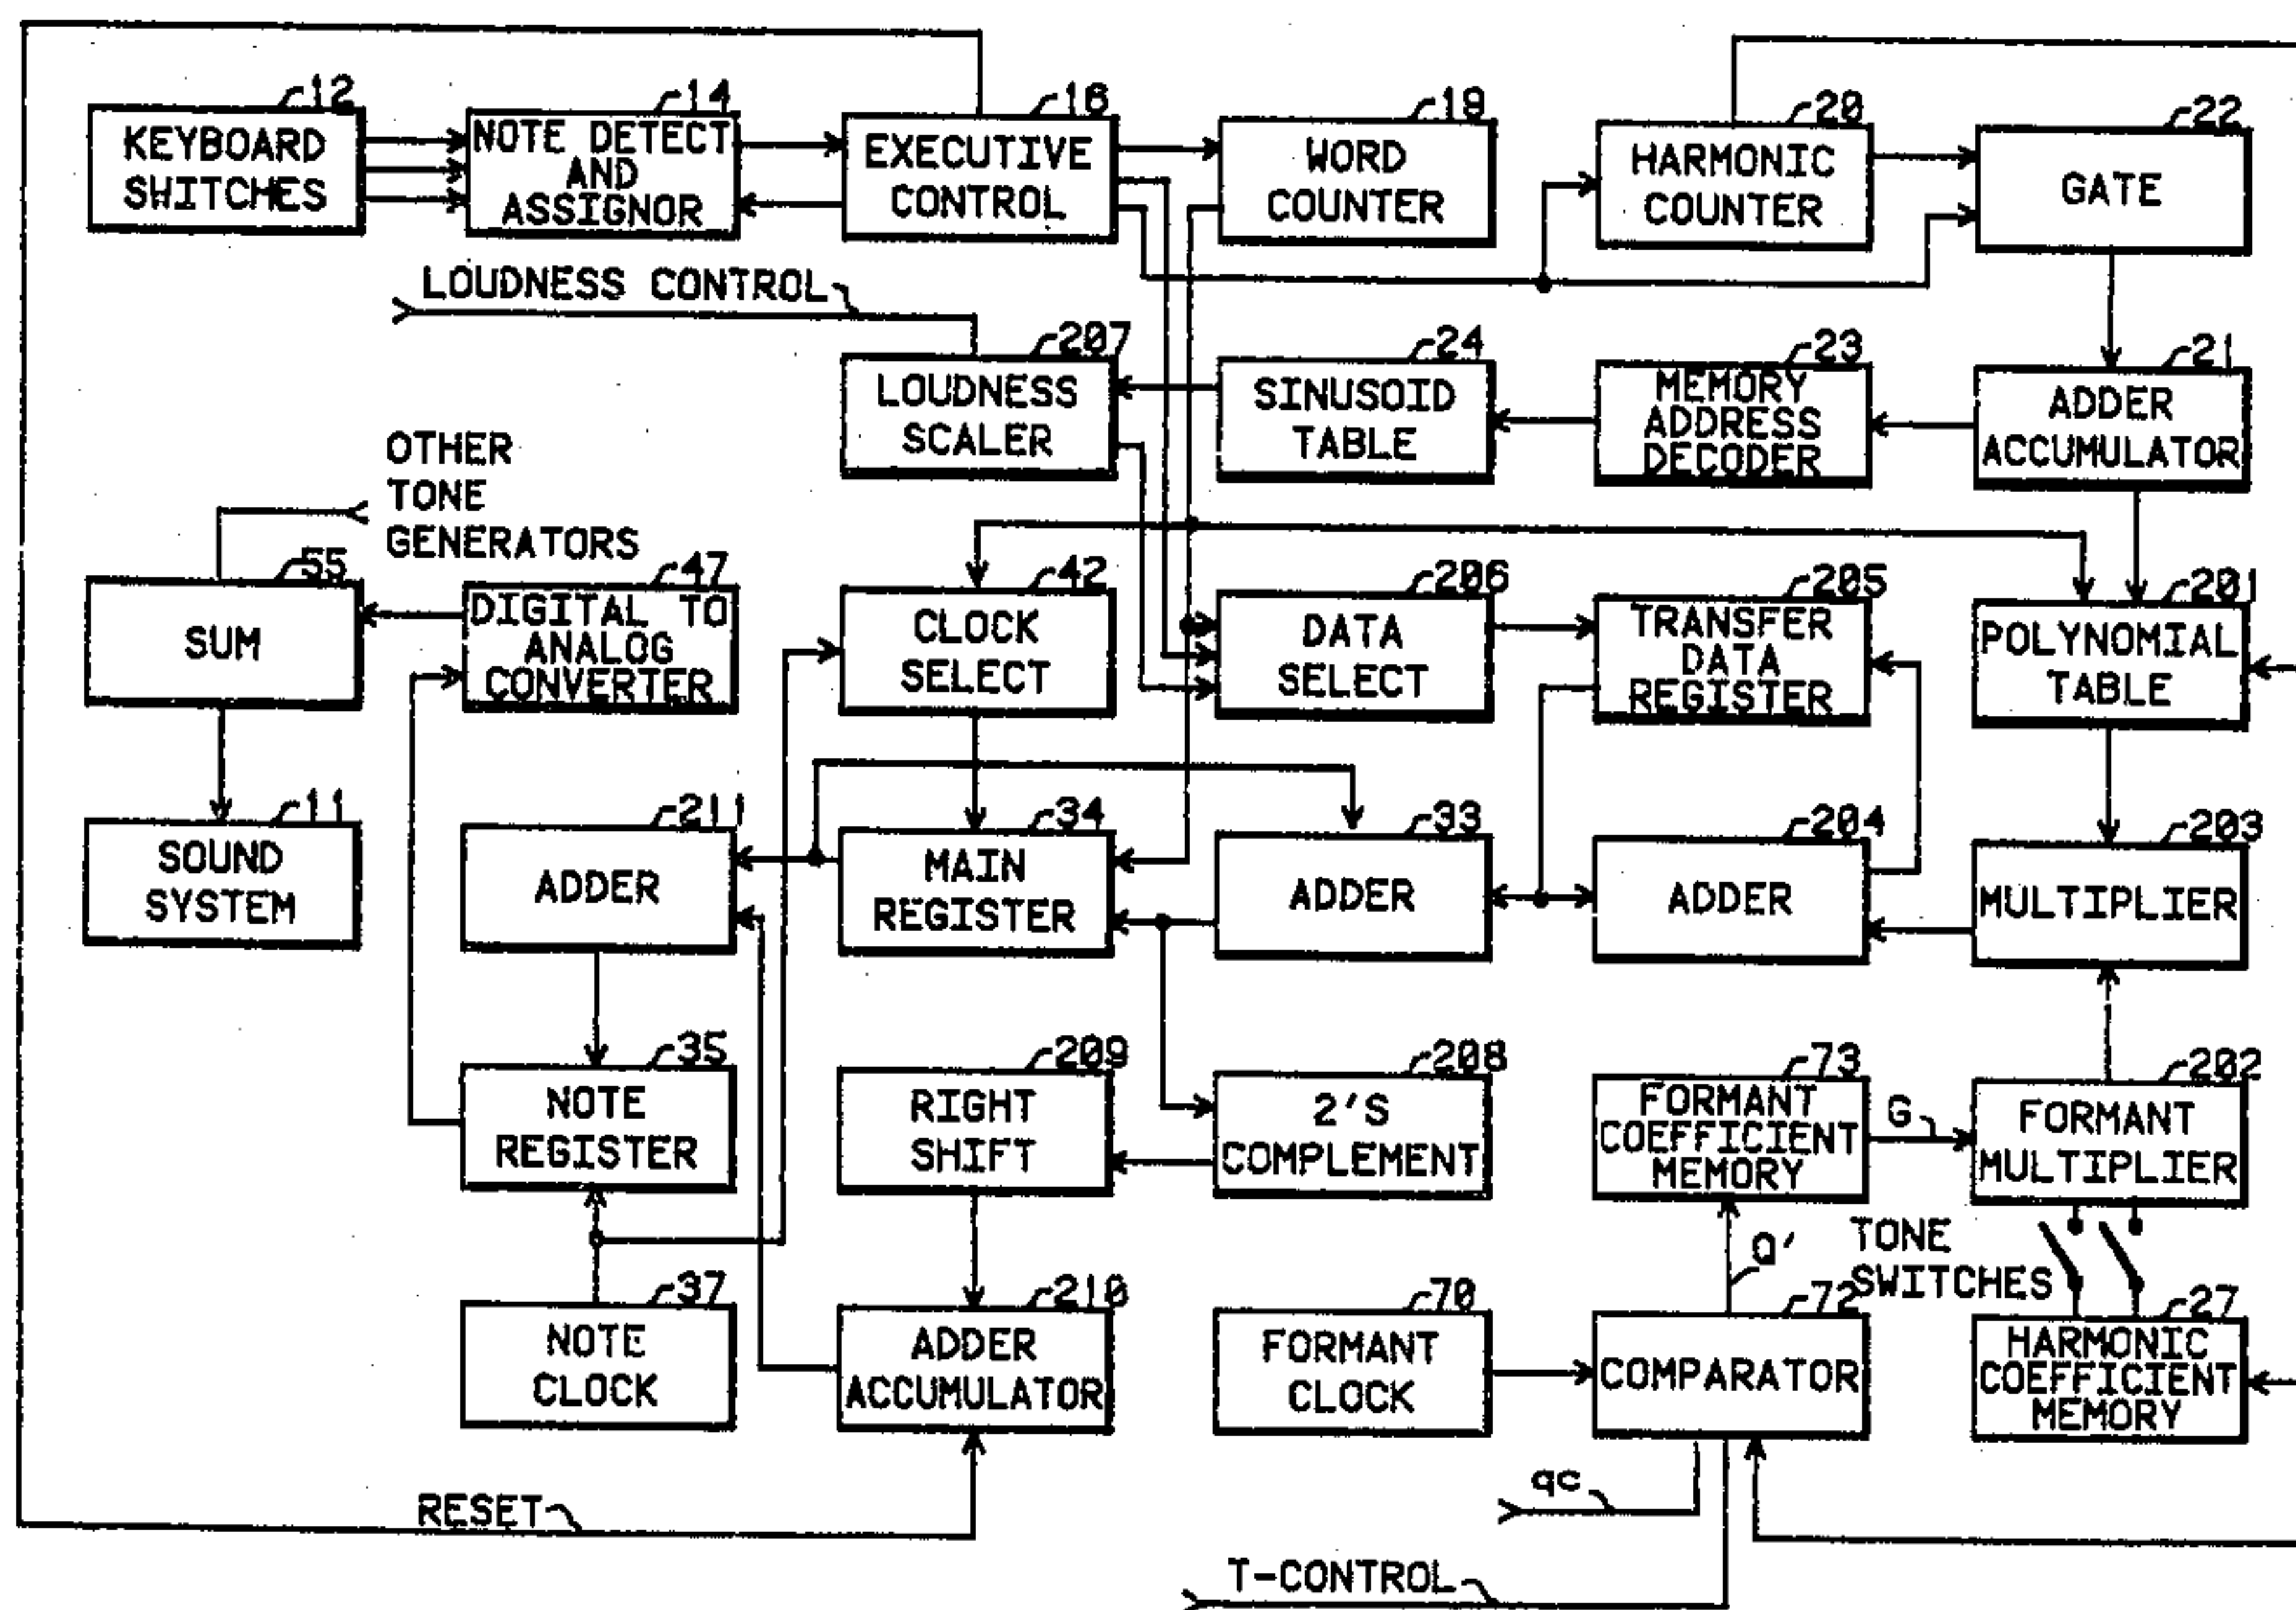 12
KEYBOARD
SWITCHES
14
NOTE DETECT
AND
ASSIGNOR
16
EXECUTIVE
CONTROL
19
WORD
COUNTER
20
HARMONIC
COUNTER
22
GATE
LOUDNESS CONTROL
207
LOUDNESS
SCALER
24
SINUSOID
TABLE
23
MEMORY
ADDRESS
DECODER
21
ADDER
ACCUMULATOR
OTHER
TONE
GENERATORS
55
SUM
47
DIGITAL TO
ANALOG
CONVERTER
42
CLOCK
SELECT
206
DATA
SELECT
205
TRANSFER
DATA
REGISTER
201
POLYNOMIAL
TABLE
11
SOUND
SYSTEM
211
ADDER
34
MAIN
REGISTER
33
ADDER
204
ADDER
203
MULTIPLIER
35
NOTE
REGISTER
209
RIGHT
SHIFT
208
2'S
COMPLEMENT
73
FORMANT
COEFFICIENT
MEMORY
G
202
FORMANT
MULTIPLIER
Q'
TONE
SWITCHES
37
NOTE
CLOCK
210
ADDER
ACCUMULATOR
70
FORMANT
CLOCK
72
COMPARATOR
27
HARMONIC
COEFFICIENT
MEMORY
RESET
qc
T-CONTROL